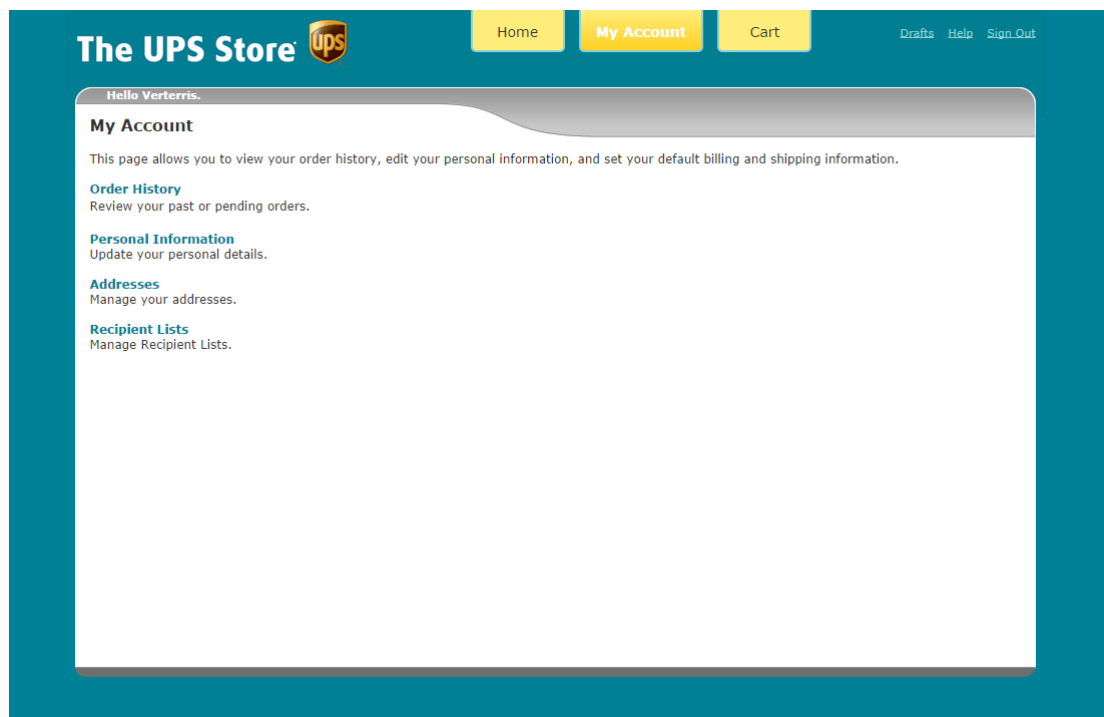 The UPS Store ups
Home
My Account
Cart
Drafts Help Sign Out
Hello Verterris.
My Account
This page allows you to view your order history, edit your personal information, and set your default billing and shipping information.
Order History
Review your past or pending orders.
Personal Information
Update your personal details.
Addresses
Manage your addresses.
Recipient Lists
Manage Recipient Lists.